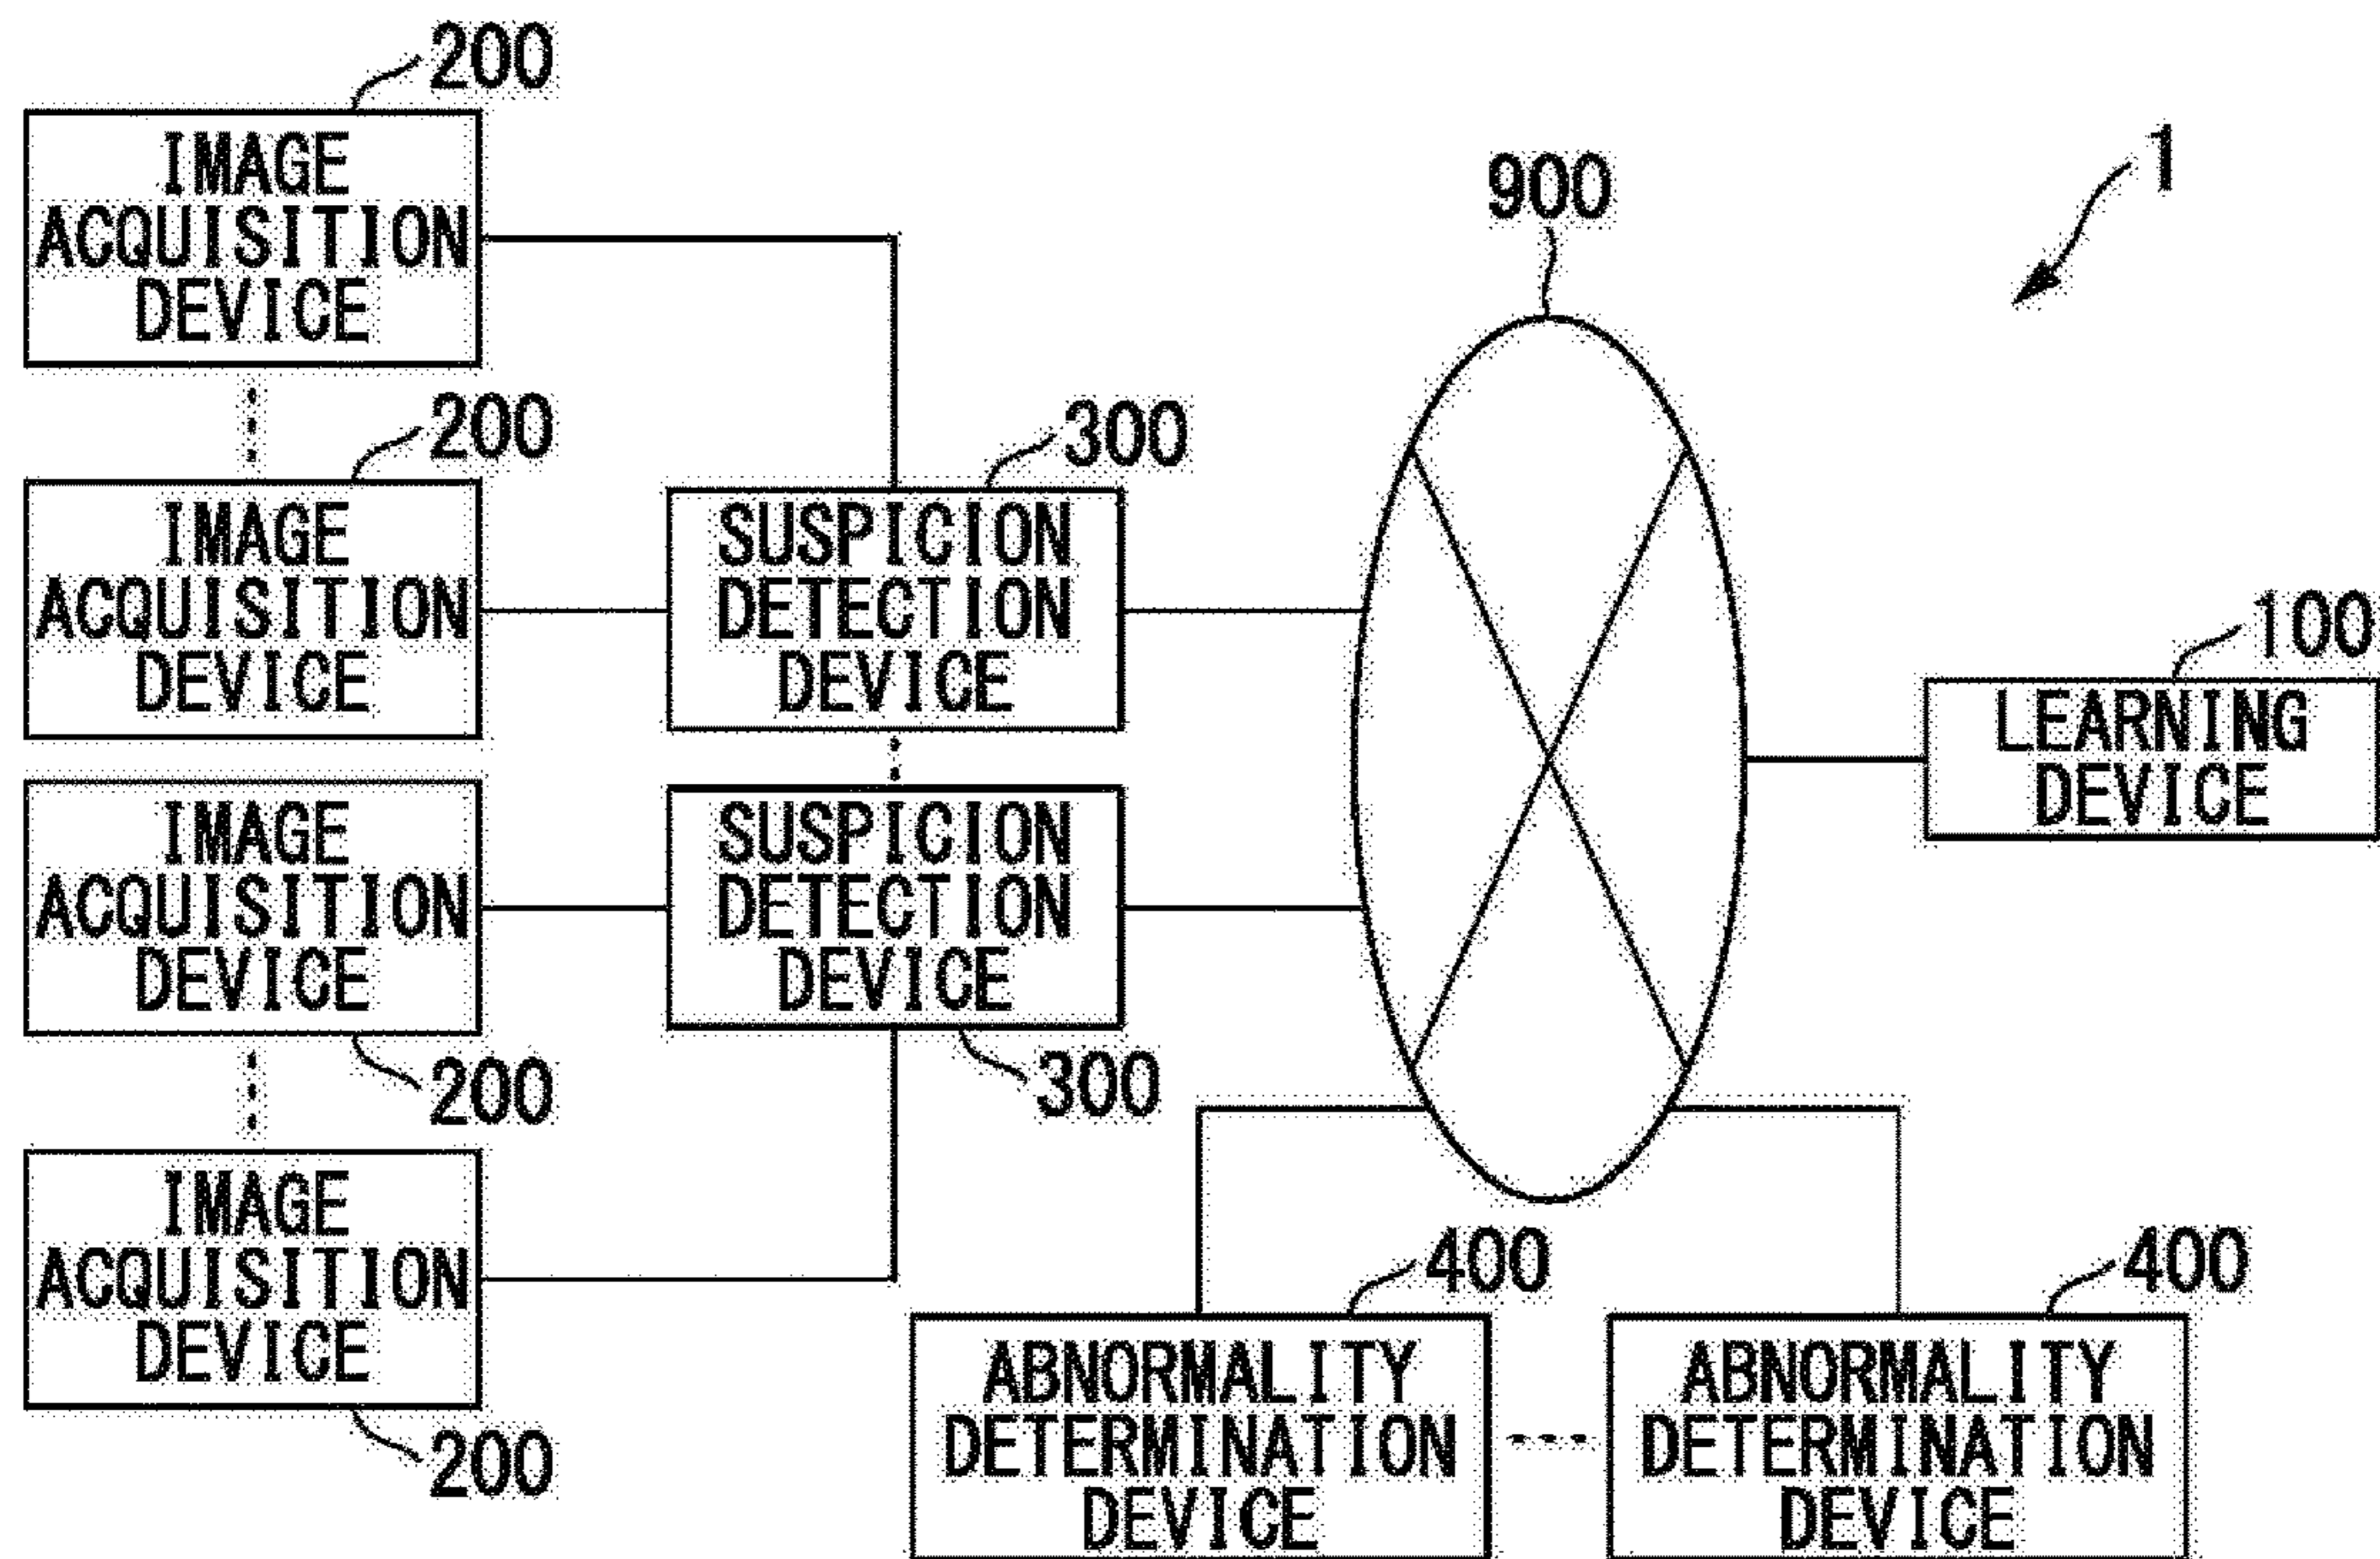 200
IMAGE
ACQUISITION
DEVICE
200
IMAGE
ACQUISITION
DEVICE
IMAGE
ACQUISITION
DEVICE
200
IMAGE
ACQUISITION
DEVICE
200
300
SUSPICION
DETECTION
DEVICE
SUSPICION
DETECTION
DEVICE
300
900
1
100
LEARNING
DEVICE
400
ABNORMALITY
DETERMINATION
DEVICE
400
ABNORMALITY
DETERMINATION
DEVICE